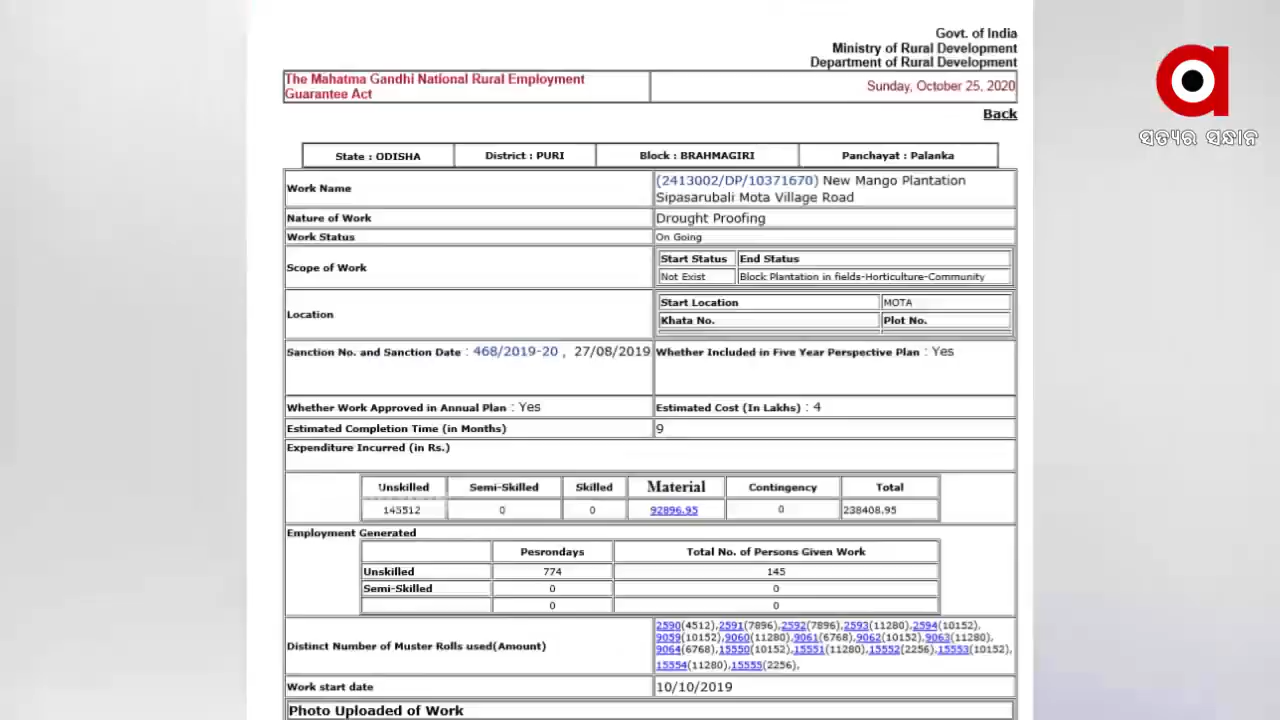 Govt. of India
Ministry of Rural Development
Department of Rural Development
The Mahatma Gandhi National Rural Employment Guarantee Act
Sunday, October 25, 2020
Back
ସତ୍ୟର ସନ୍ଧାନ
State : ODISHA District : PURI Block : BRAHMAGIRI Panchayat : Palanka
Work Name (2413002/DP/10371670) New Mango Plantation
Sipasarubali Mota Village Road
Nature of Work Drought Proofing
Work Status On Going
Scope of Work
Start Status End Status
Not Exist Block Plantation in fields-Horticulture-Community
Location
Start Location MOTA
Khata No. Plot No.
Sanction No. and Sanction Date : 468/2019-20 , 27/08/2019 Whether Included in Five Year Perspective Plan : Yes
Whether Work Approved in Annual Plan : Yes Estimated Cost (In Lakhs) : 4
Estimated Completion Time (in Months) 9
Expenditure Incurred (in Rs.)
Unskilled Semi-Skilled Skilled Material Contingency Total
145512 0 0 92896.95 0 238408.95
Employment Generated
Pesrondays Total No. of Persons Given Work
Unskilled 774 145
Semi-Skilled 0 0
0 0
Distinct Number of Muster Rolls used(Amount)
2590(4512),2591(7896),2592(7896),2593(11280),2594(10152),
9059(10152),9060(11280),9061(6768),9062(10152),9063(11280),
9064(6768),15550(10152),15551(11280),15552(2256),15553(10152),
15554(11280),15555(2256),
Work start date 10/10/2019
Photo Uploaded of Work